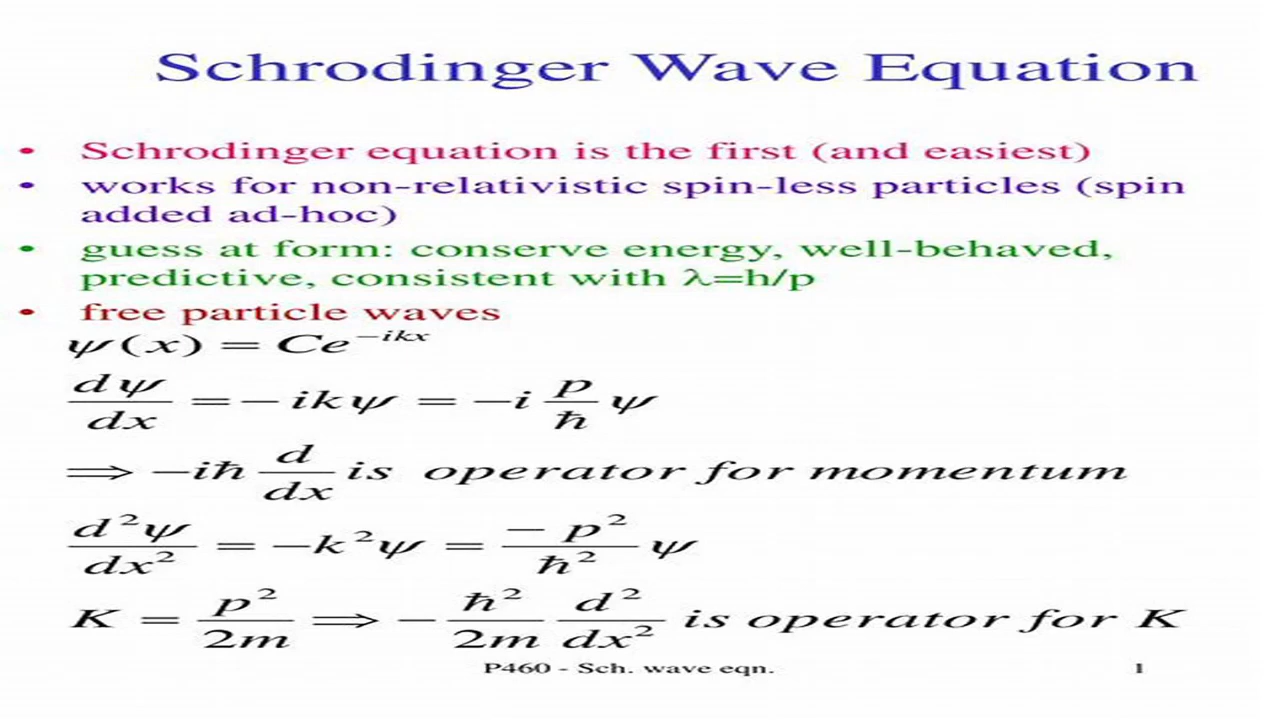 Schrodinger Wave Equation
• Schrodinger equation is the first (and easiest)
• works for non-relativistic spin-less particles (spin
added ad-hoc)
• guess at form: conserve energy, well-behaved,
predictive, consistent with λ=h/p
• free particle waves
ψ(x) = Ce^{-ikx}
dψ/dx = -ikψ = -i p/ħ ψ
⇒ -iħ d/dx is operator for momentum
d²ψ/dx² = -k²ψ = -p²/ħ² ψ
K = p²/2m ⇒ - ħ²/2m d²/dx² is operator for K
P460 - Sch. wave eqn. 1